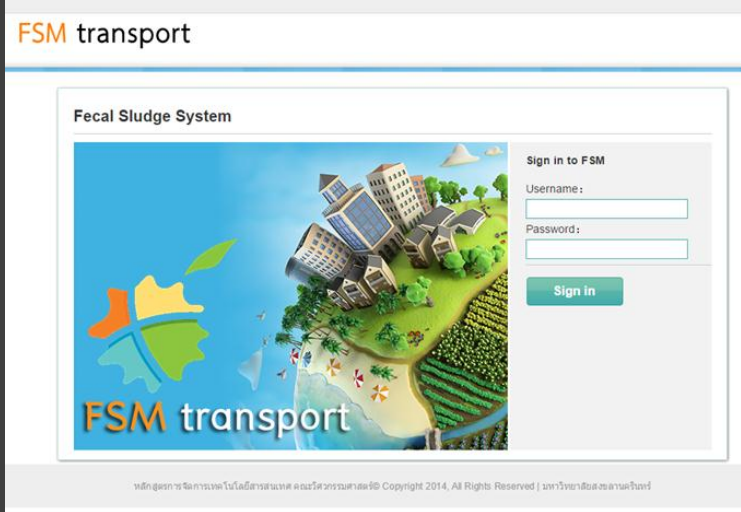 FSM transport
Fecal Sludge System
FSM transport
Sign in to FSM
Username :
Password :
Sign in
หลักสูตรการจัดการเทคโนโลยีสารสนเทศ คณะวิศวกรรมศาสตร์© Copyright 2014, All Rights Reserved | มหาวิทยาลัยสงขลานครินทร์